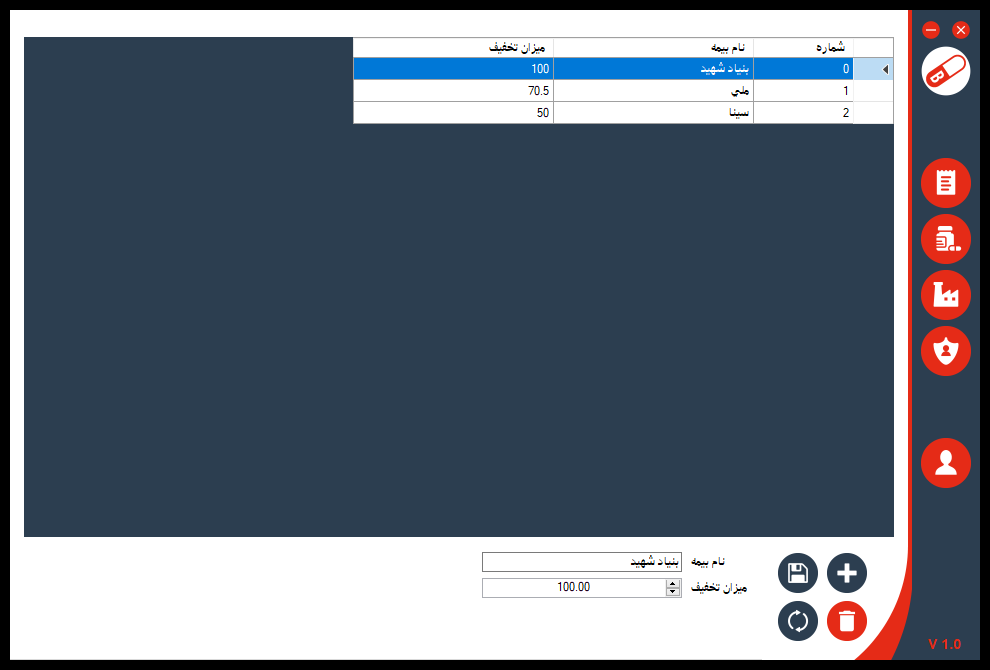 شماره	نام بیمه	میزان تخفیف
0	بنیاد شهید	100
1	ملی	70.5
2	سینا	50
نام بیمه	بنیاد شهید
میزان تخفیف	100.00
B
V 1.0